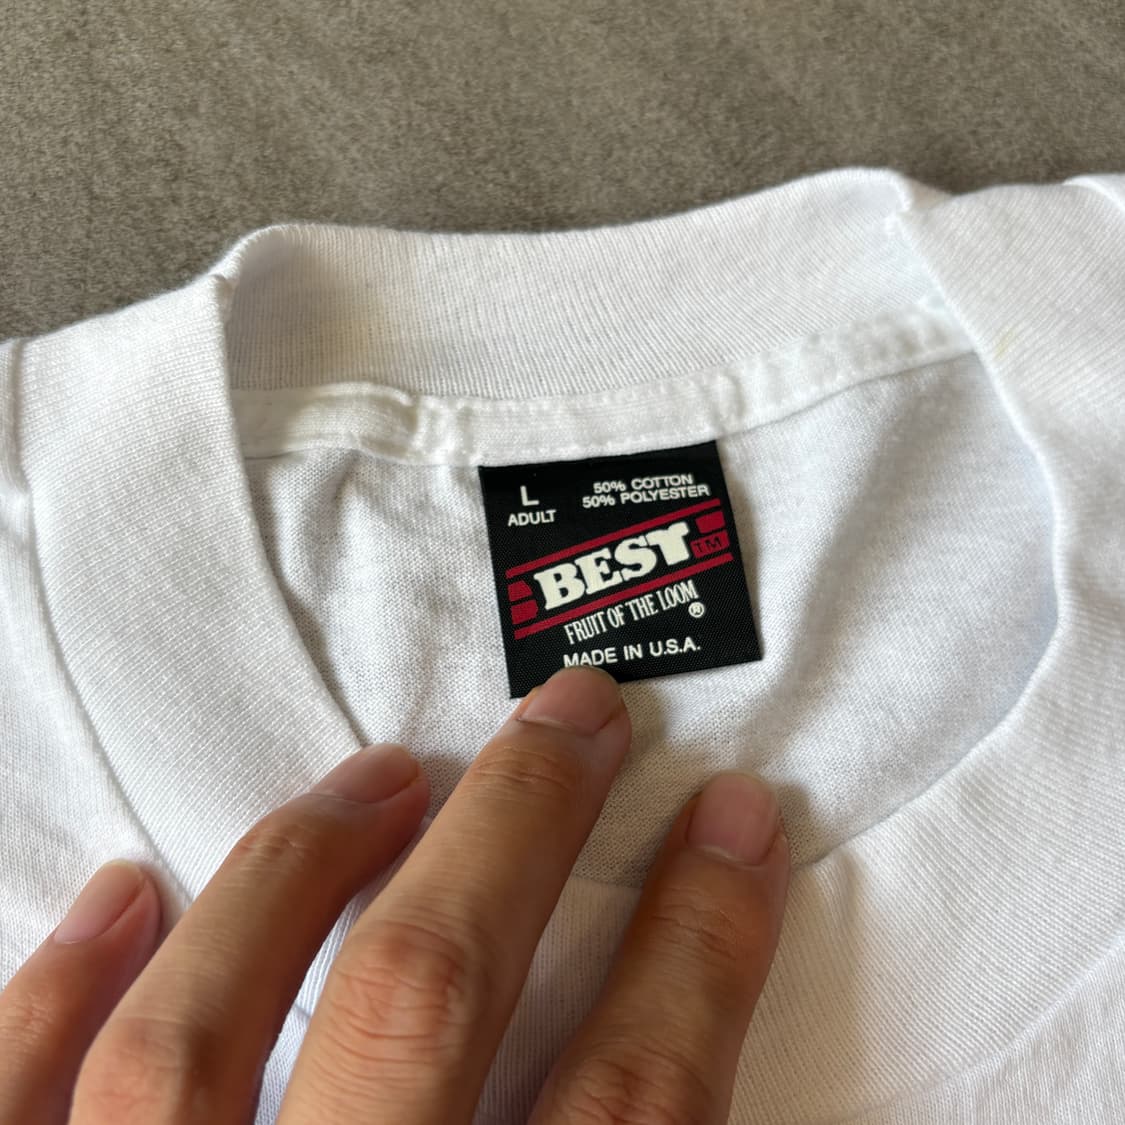 L
ADULT
50% COTTON
50% POLYESTER
BEST TM
FRUIT OF THE LOOM ®
MADE IN U.S.A.